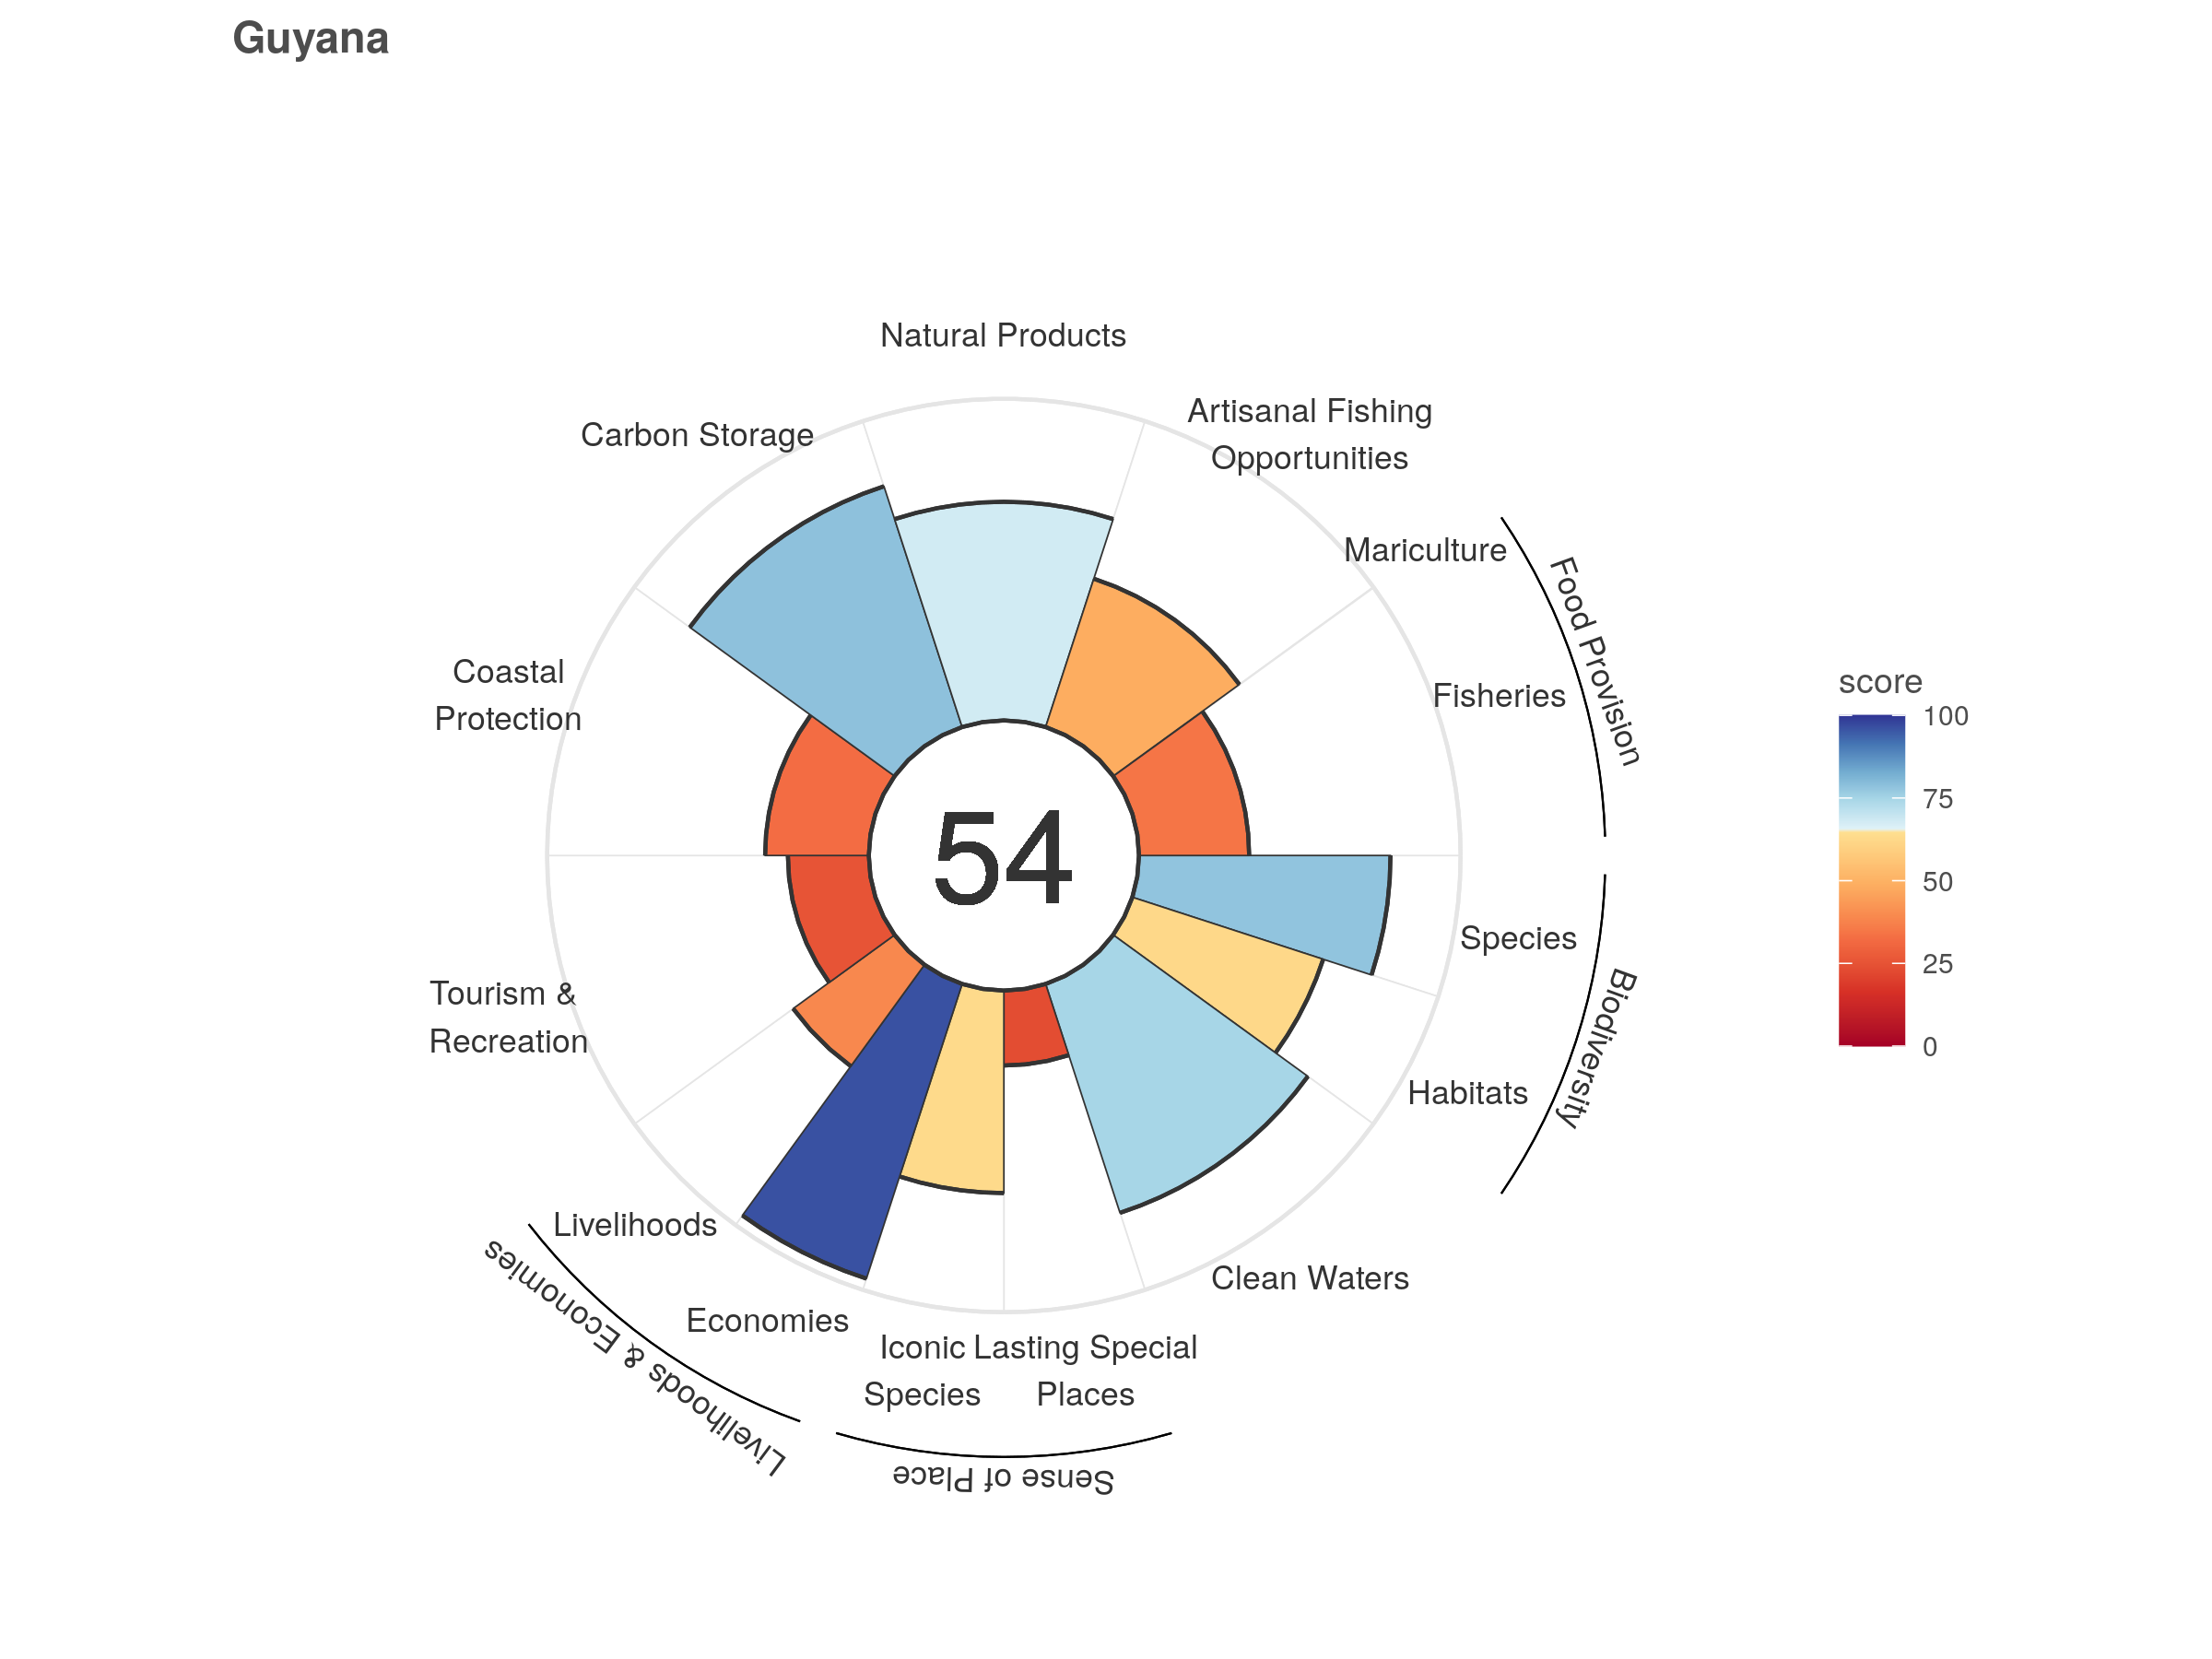 Guyana
Natural Products
Carbon Storage
Artisanal Fishing
Opportunities
Mariculture
Food Provision
Fisheries
Coastal
Protection
54
Species
Biodiversity
Habitats
Tourism &
Recreation
Livelihoods
Livelihoods & Economies
Economies
Clean Waters
Iconic
Species
Lasting Special
Places
Sense of Place
score
100
75
50
25
0